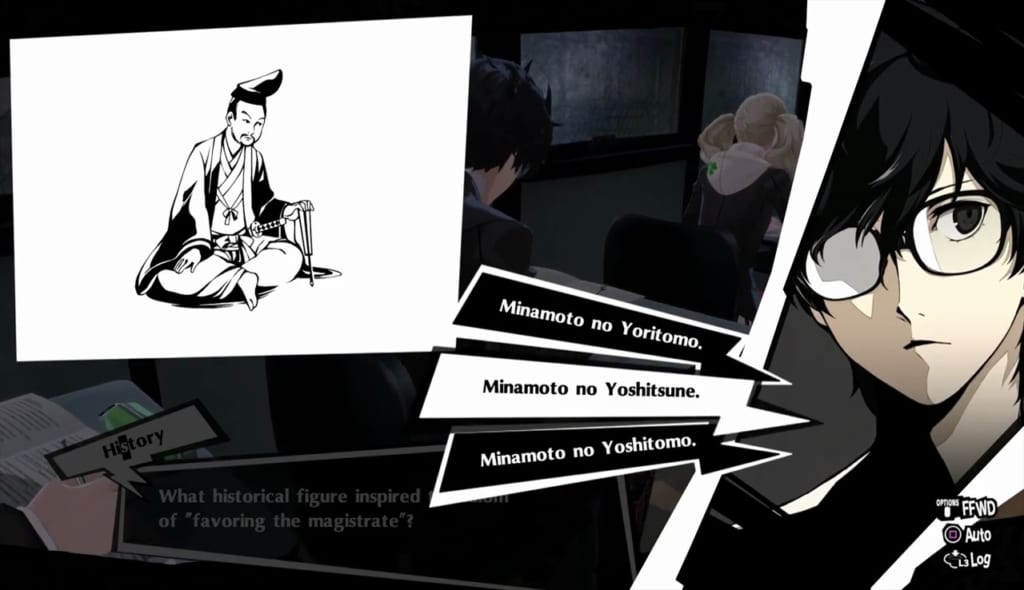 Minamoto no Yoritomo.
Minamoto no Yoshitsune.
Minamoto no Yoshitomo.
History
What historical figure inspired
of "favoring the magistrate"?
OPTIONS FFWD
Auto
L3 Log